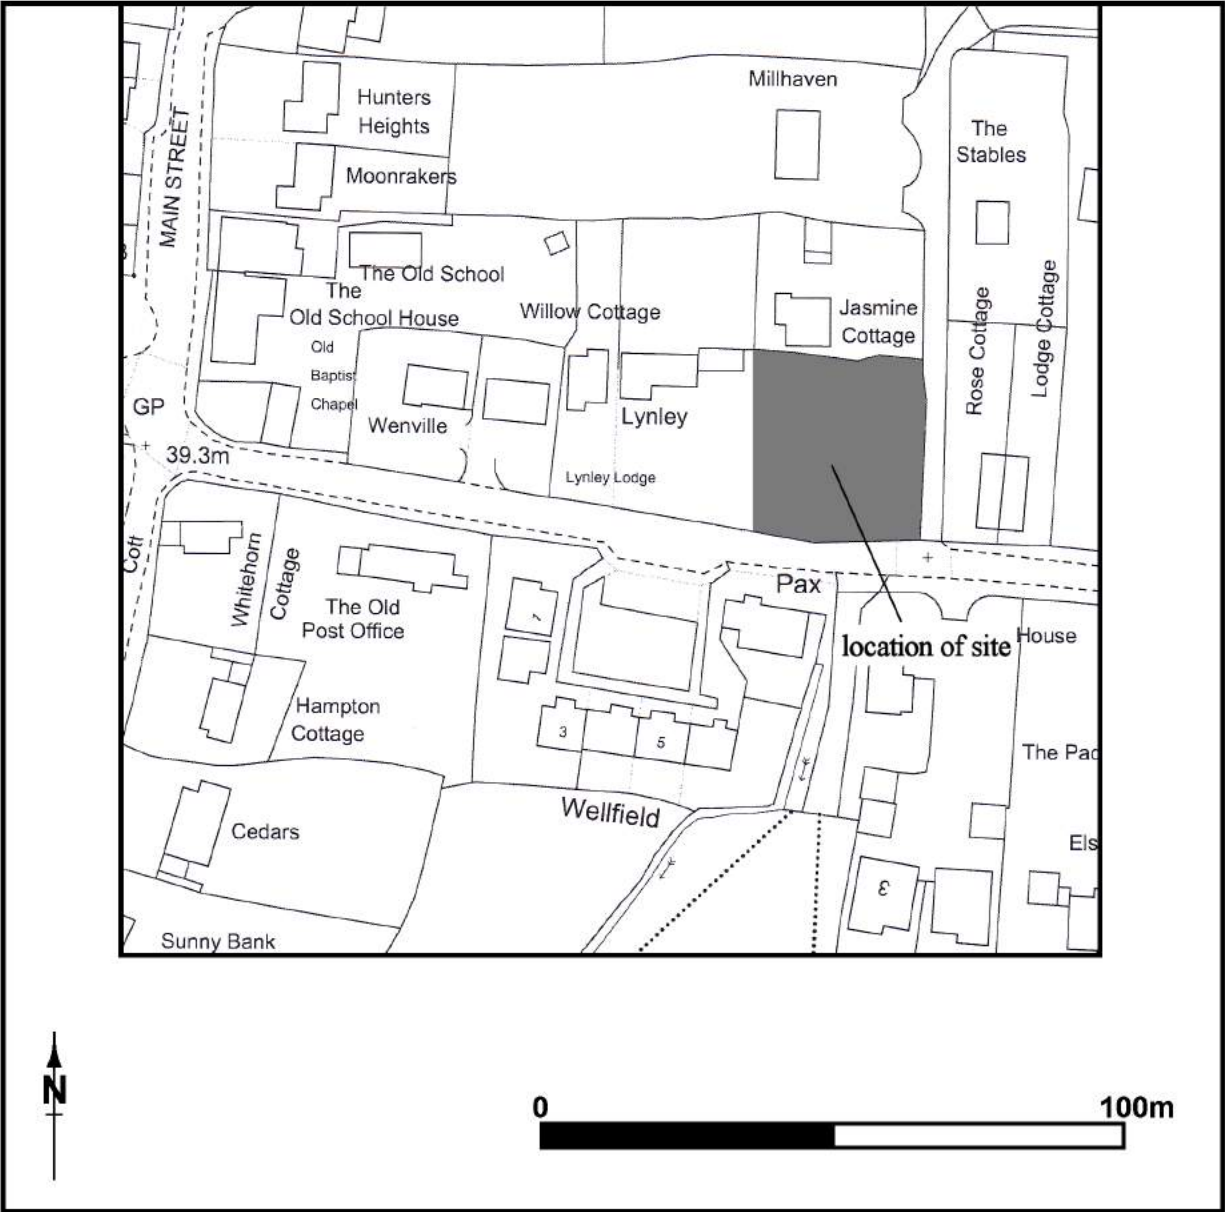 Millhaven
Hunters
Heights
The
Stables
MAIN STREET
Moonrakers
The Old School
The
Old School House
Willow Cottage
Jasmine
Cottage
Rose Cottage
Lodge Cottage
Old
Baptist
Chapel
GP
Wenville
Lynley
39.3m
Lynley Lodge
Cott
Whitehorn
Cottage
The Old
Post Office
1
Pax
location of site
House
Hampton
Cottage
3
5
The Pad
Wellfield
Cedars
Els
3
Sunny Bank
N
0
100m